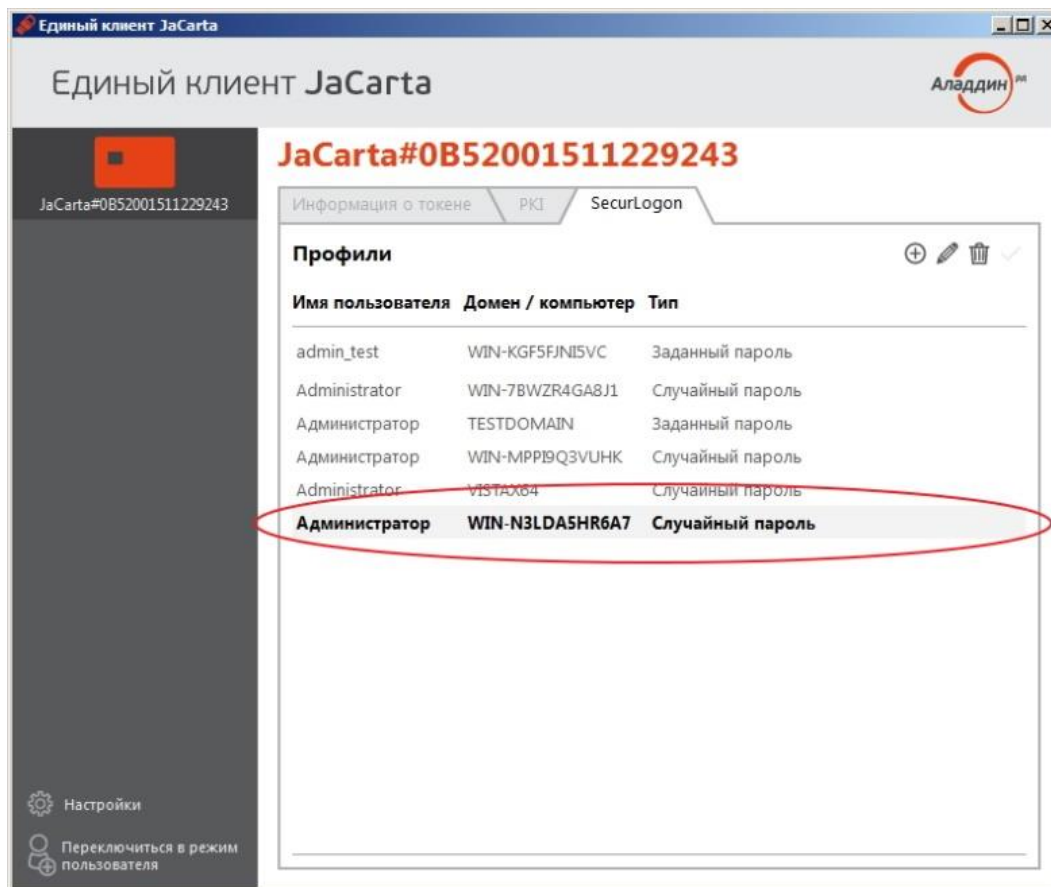 Единый клиент JaCarta
Единый клиент JaCarta
Аладдин
JaCarta#0B52001511229243
JaCarta#0B52001511229243
Информация о токене PKI SecurLogon
Профили
Имя пользователя Домен / компьютер Тип
admin_test WIN-KGF5FJNI5VC Заданный пароль
Administrator WIN-7BWZR4GA8J1 Случайный пароль
Администратор TESTDOMAIN Заданный пароль
Администратор WIN-MPPI9Q3VUHK Случайный пароль
Administrator VISTAX64 Случайный пароль
Администратор WIN-N3LDA5HR6A7 Случайный пароль
Настройки
Переключиться в режим
пользователя